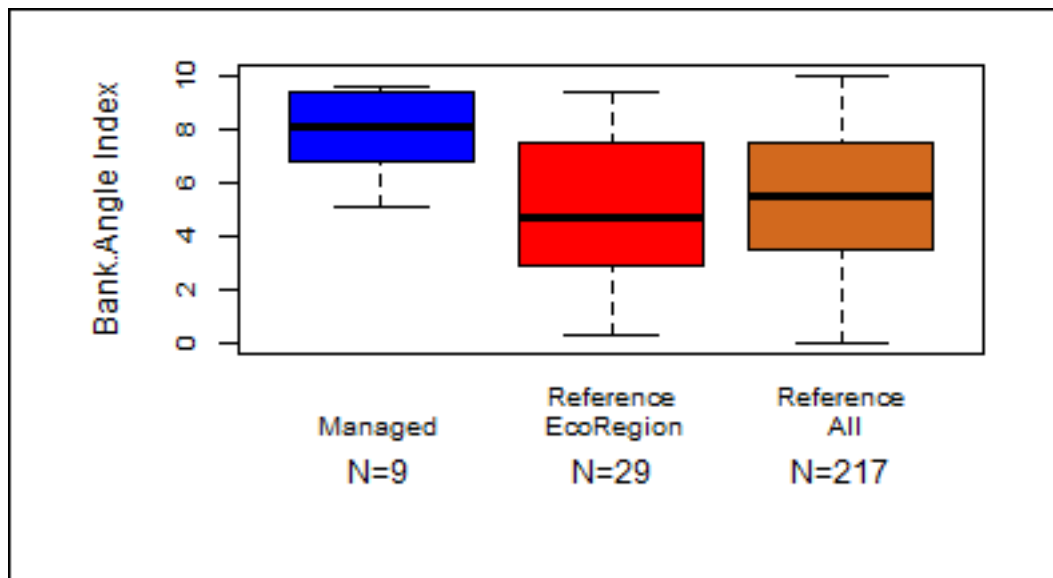 Bank.Angle Index
10
8
6
4
2
0
Managed
N=9
Reference
EcoRegion
N=29
Reference
All
N=217